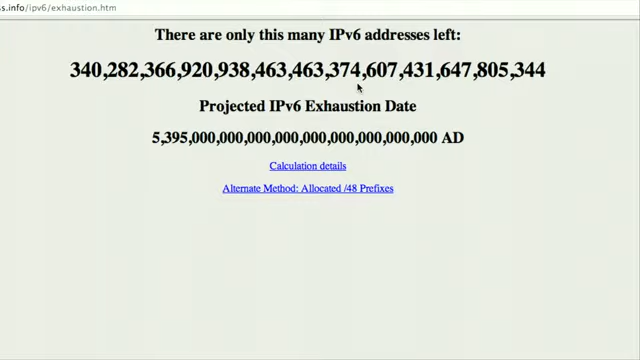 ss.info/ipv6/exhaustion.htm
There are only this many IPv6 addresses left:
340,282,366,920,938,463,463,374,607,431,647,805,344
Projected IPv6 Exhaustion Date
5,395,000,000,000,000,000,000,000,000,000 AD
Calculation details
Alternate Method: Allocated /48 Prefixes